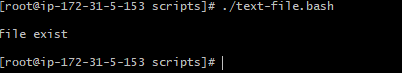 [root@ip-172-31-5-153 scripts]# ./text-file.bash
file exist
[root@ip-172-31-5-153 scripts]#